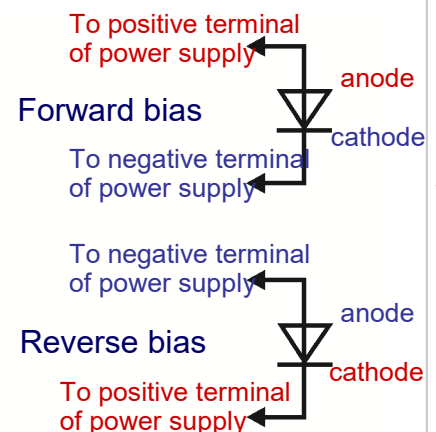 To positive terminal
of power supply
anode
Forward bias
cathode
To negative terminal
of power supply
To negative terminal
of power supply
anode
Reverse bias
cathode
To positive terminal
of power supply